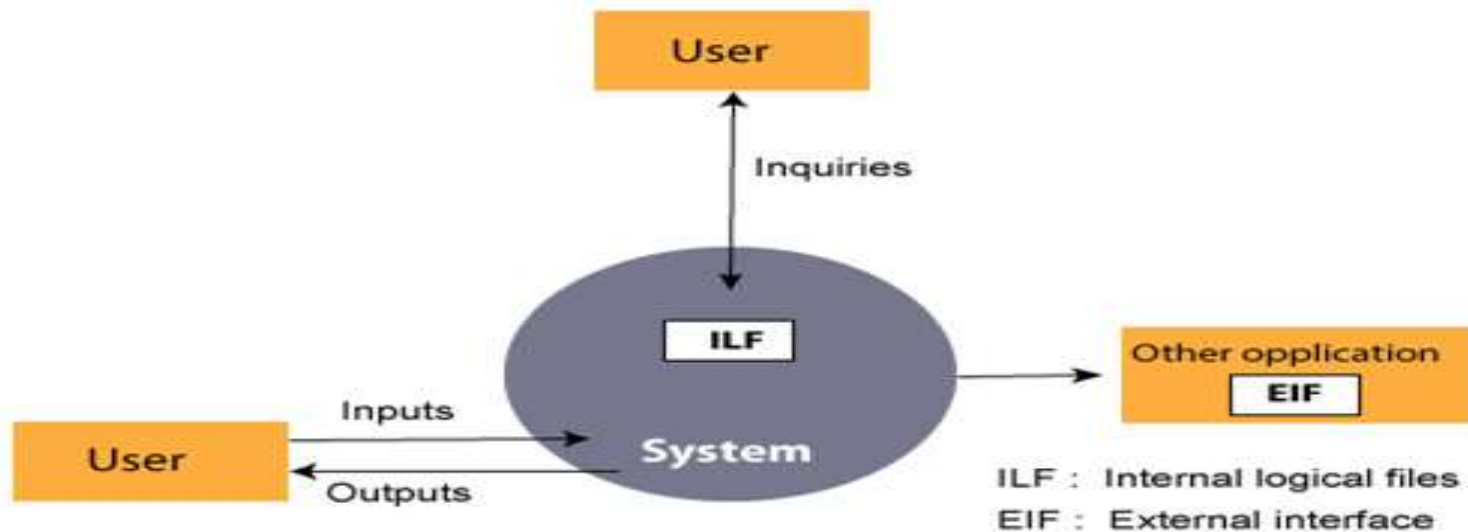 User
Inquiries
ILF
Other opplication
EIF
Inputs
User
System
Outputs
ILF : Internal logical files
EIF : External interface